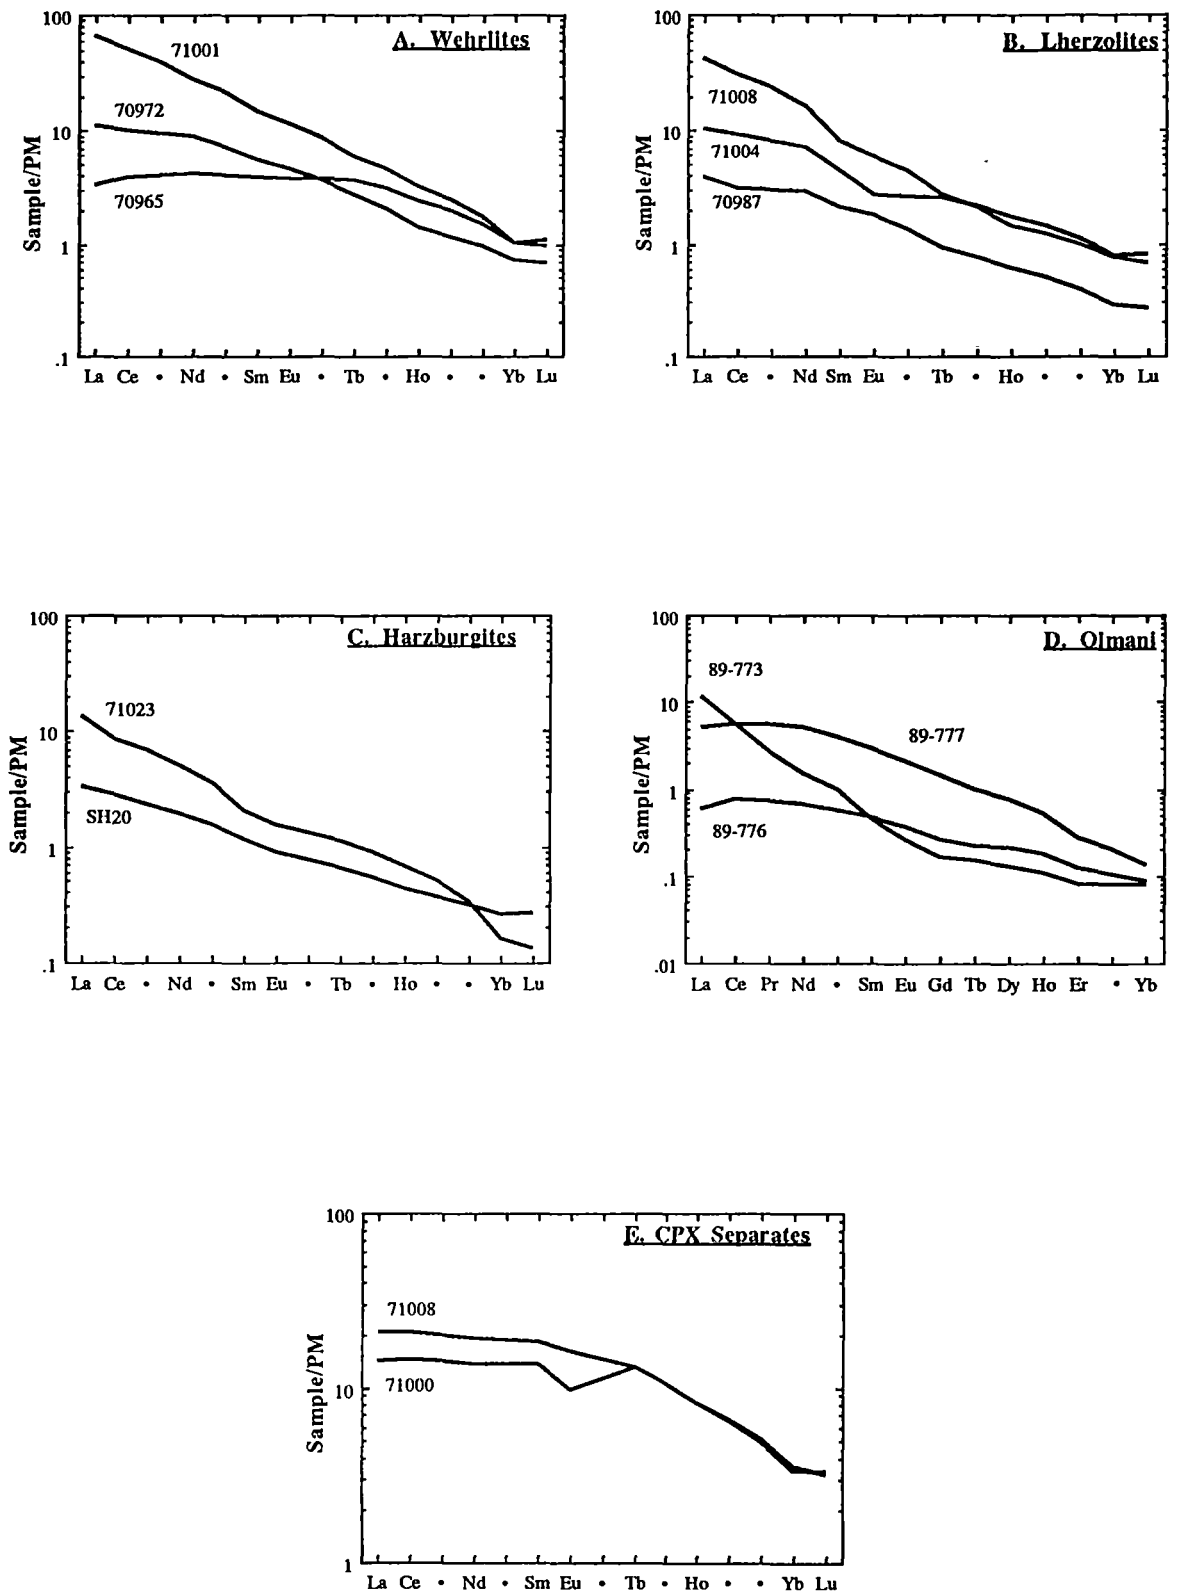 A. Wehrlites
100
10
1
.1
Sample/PM
71001
70972
70965
La Ce • Nd • Sm Eu • Tb • Ho • • Yb Lu
B. Lherzolites
100
10
1
.1
Sample/PM
71008
71004
70987
La Ce • Nd Sm Eu • Tb • Ho • • Yb Lu
C. Harzburgites
100
10
1
.1
Sample/PM
71023
SH20
La Ce • Nd • Sm Eu • Tb • Ho • • Yb Lu
D. Olmani
100
10
1
0.1
.01
Sample/PM
89-773
89-777
89-776
La Ce Pr Nd • Sm Eu Gd Tb Dy Ho Er • Yb
E. CPX Separates
100
10
1
Sample/PM
71008
71000
La Ce • Nd • Sm Eu • Tb • Ho • • Yb Lu